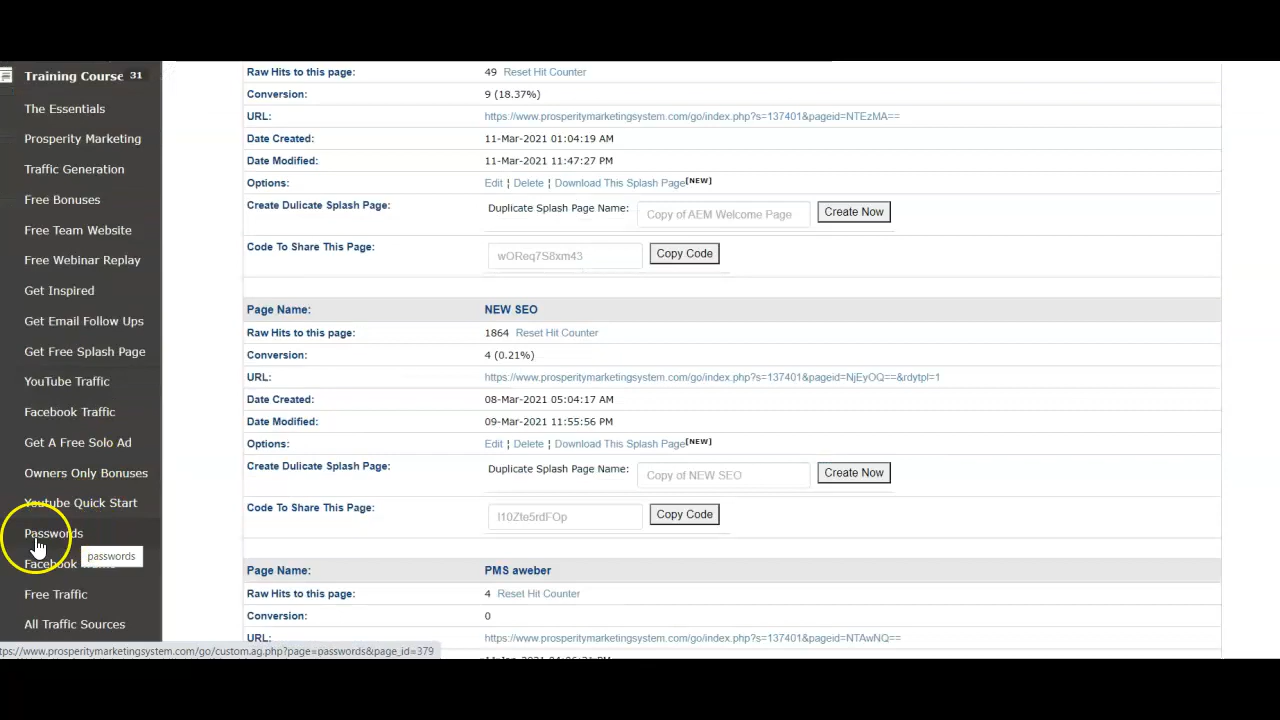 Training Course 31
The Essentials
Prosperity Marketing
Traffic Generation
Free Bonuses
Free Team Website
Free Webinar Replay
Get Inspired
Get Email Follow Ups
Get Free Splash Page
YouTube Traffic
Facebook Traffic
Get A Free Solo Ad
Owners Only Bonuses
Youtube Quick Start
Passwords
passwords
Facebook
Free Traffic
All Traffic Sources
Raw Hits to this page: 49 Reset Hit Counter
Conversion: 9 (18.37%)
URL: https://www.prosperitymarketingsystem.com/go/index.php?s=137401&pageid=NTEzMA==
Date Created: 11-Mar-2021 01:04:19 AM
Date Modified: 11-Mar-2021 11:47:27 PM
Options: Edit ¦ Delete ¦ Download This Splash Page[NEW]
Create Dulicate Splash Page: Duplicate Splash Page Name: Copy of AEM Welcome Page Create Now
Code To Share This Page: wOReq7S8xm43 Copy Code
Page Name: NEW SEO
Raw Hits to this page: 1864 Reset Hit Counter
Conversion: 4 (0.21%)
URL: https://www.prosperitymarketingsystem.com/go/index.php?s=137401&pageid=NjEyOQ==&rdytpl=1
Date Created: 08-Mar-2021 05:04:17 AM
Date Modified: 09-Mar-2021 11:55:56 PM
Options: Edit ¦ Delete ¦ Download This Splash Page[NEW]
Create Dulicate Splash Page: Duplicate Splash Page Name: Copy of NEW SEO Create Now
Code To Share This Page: I10Zte5rdFOp Copy Code
Page Name: PMS aweber
Raw Hits to this page: 4 Reset Hit Counter
Conversion: 0
URL: https://www.prosperitymarketingsystem.com/go/index.php?s=137401&pageid=NTAwNQ==
ttps://www.prosperitymarketingsystem.com/go/custom.ag.php?page=passwords&page_id=379